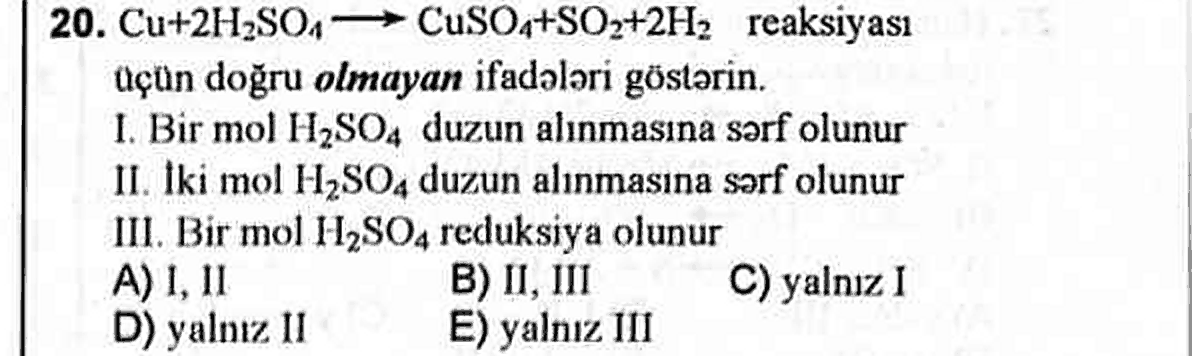 20. Cu+2H₂SO₄ ⟶ CuSO₄+SO₂+2H₂ reaksiyası
üçün doğru olmayan ifadələri göstərin.
I. Bir mol H₂SO₄ duzun alınmasına sərf olunur
II. İki mol H₂SO₄ duzun alınmasına sərf olunur
III. Bir mol H₂SO₄ reduksiya olunur
A) I, II B) II, III C) yalnız I
D) yalnız II E) yalnız III